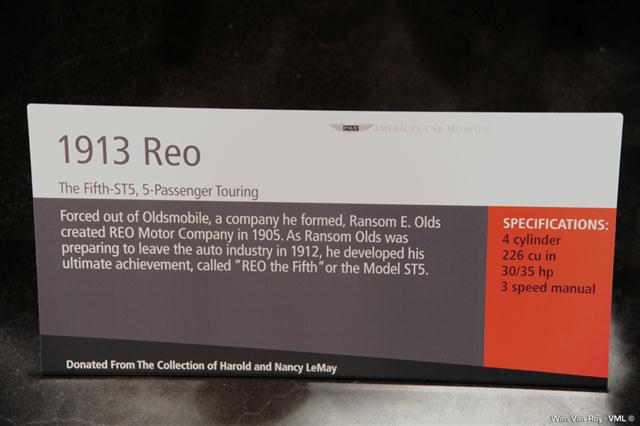 AMERICA'S CAR MUSEUM
1913 Reo
The Fifth-ST5, 5-Passenger Touring
Forced out of Oldsmobile, a company he formed, Ransom E. Olds
created REO Motor Company in 1905. As Ransom Olds was
preparing to leave the auto industry in 1912, he developed his
ultimate achievement, called "REO the Fifth" or the Model ST5.
SPECIFICATIONS:
4 cylinder
226 cu in
30/35 hp
3 speed manual
Donated From The Collection of Harold and Nancy LeMay
Wim Van Roy - VML ©